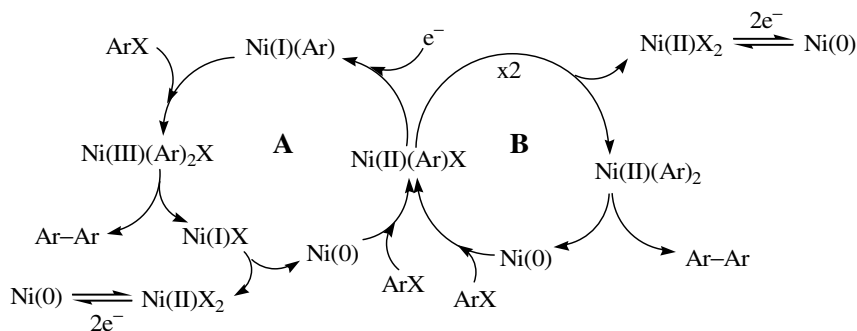 ArX Ni(I)(Ar) e⁻ Ni(II)X₂ 2e⁻ Ni(0)
x2
Ni(III)(Ar)₂X A Ni(II)(Ar)X B Ni(II)(Ar)₂
Ar–Ar Ni(I)X Ni(0) Ni(0) Ar–Ar
ArX ArX
Ni(0) 2e⁻ Ni(II)X₂